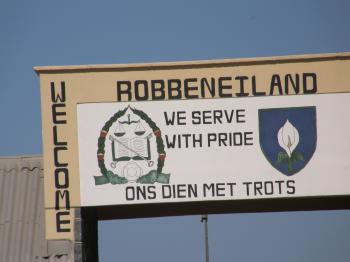 WELCOME
ROBBENEILAND
WE SERVE
WITH PRIDE
ONS DIEN MET TROTS